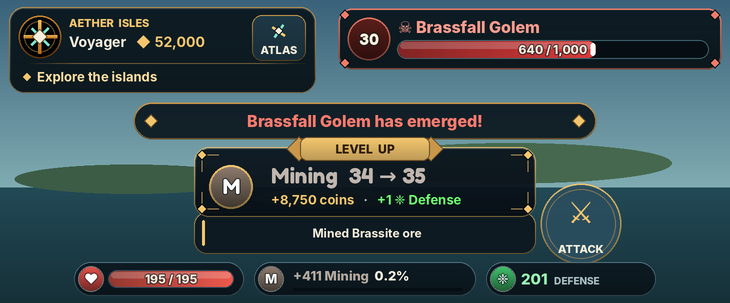 AETHER ISLES
Voyager 52,000
ATLAS
Explore the islands
30
Brassfall Golem
640 / 1,000
Brassfall Golem has emerged!
LEVEL UP
M
Mining 34 → 35
+8,750 coins · +1 Defense
Mined Brassite ore
ATTACK
195 / 195
M
+411 Mining 0.2%
201 DEFENSE